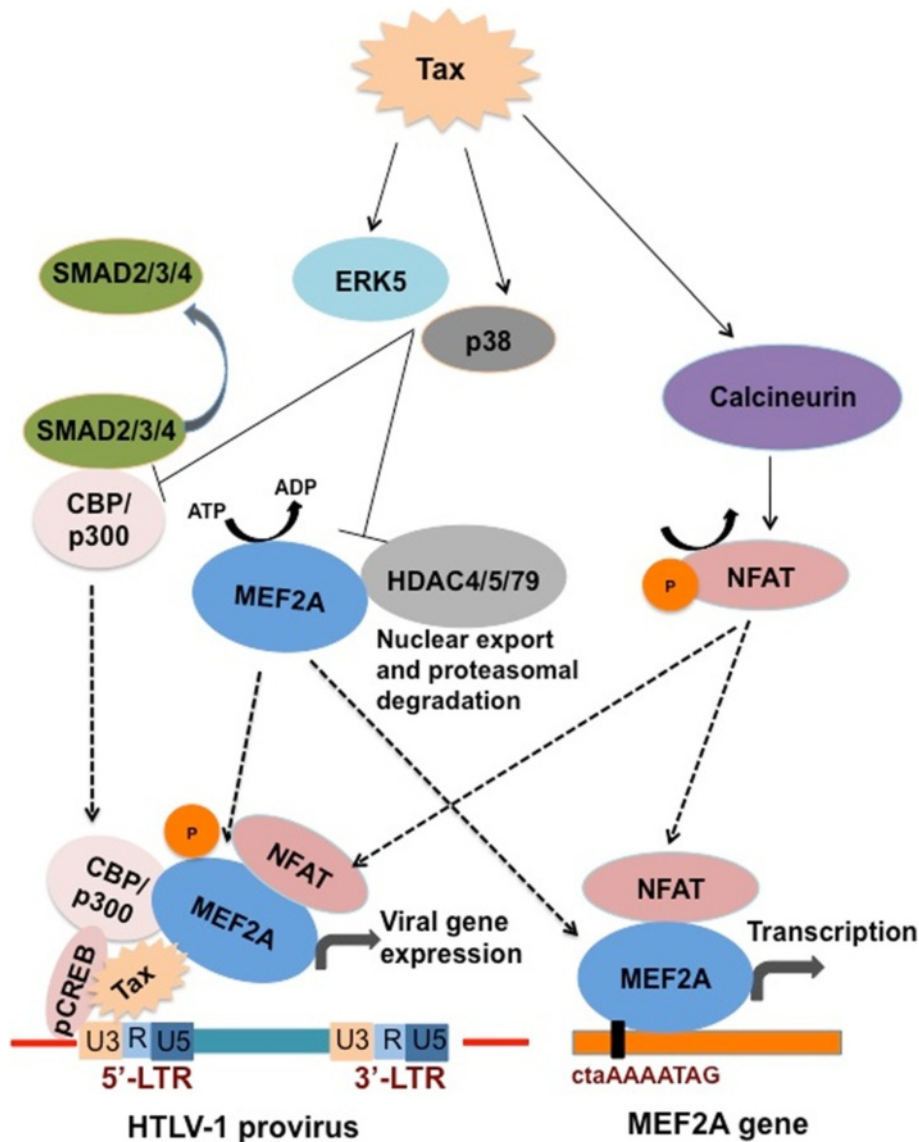 Tax
SMAD2/3/4
ERK5
p38
Calcineurin
SMAD2/3/4
CBP/
p300
ATP
ADP
MEF2A
HDAC4/5/79
P
NFAT
Nuclear export
and proteasomal
degradation
P
NFAT
CBP/
p300
MEF2A
NFAT
Viral gene
expression
NFAT
Transcription
MEF2A
pCREB
Tax
U3
R
U5
U3
R
U5
5'-LTR
3'-LTR
ctaAAAATAG
HTLV-1 provirus
MEF2A gene